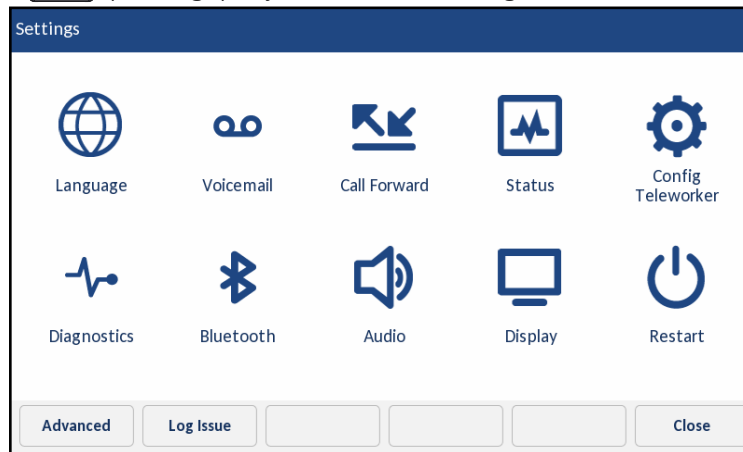 Settings
Language
Voicemail
Call Forward
Status
Config
Teleworker
Diagnostics
Bluetooth
Audio
Display
Restart
Advanced
Log Issue
Close